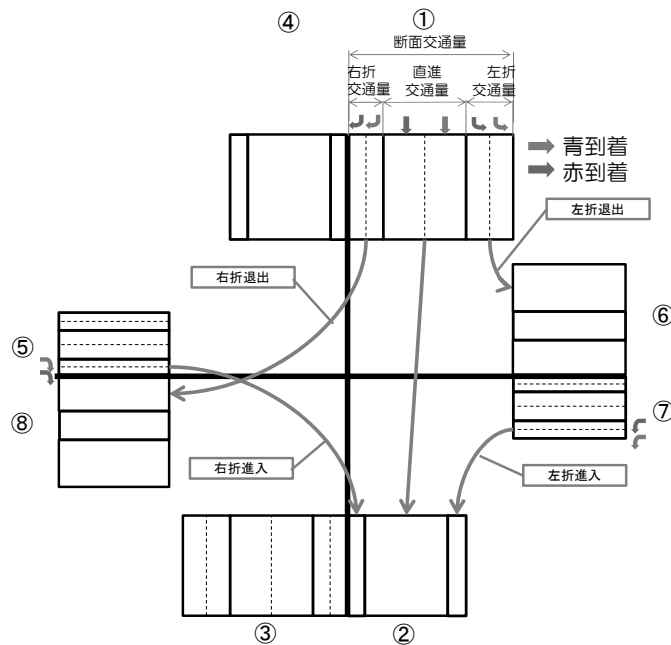 ④
①
断面交通量
右折
交通量
直進
交通量
左折
交通量
青到着
赤到着
左折退出
右折退出
⑤
⑥
⑧
⑦
右折進入
左折進入
③
②